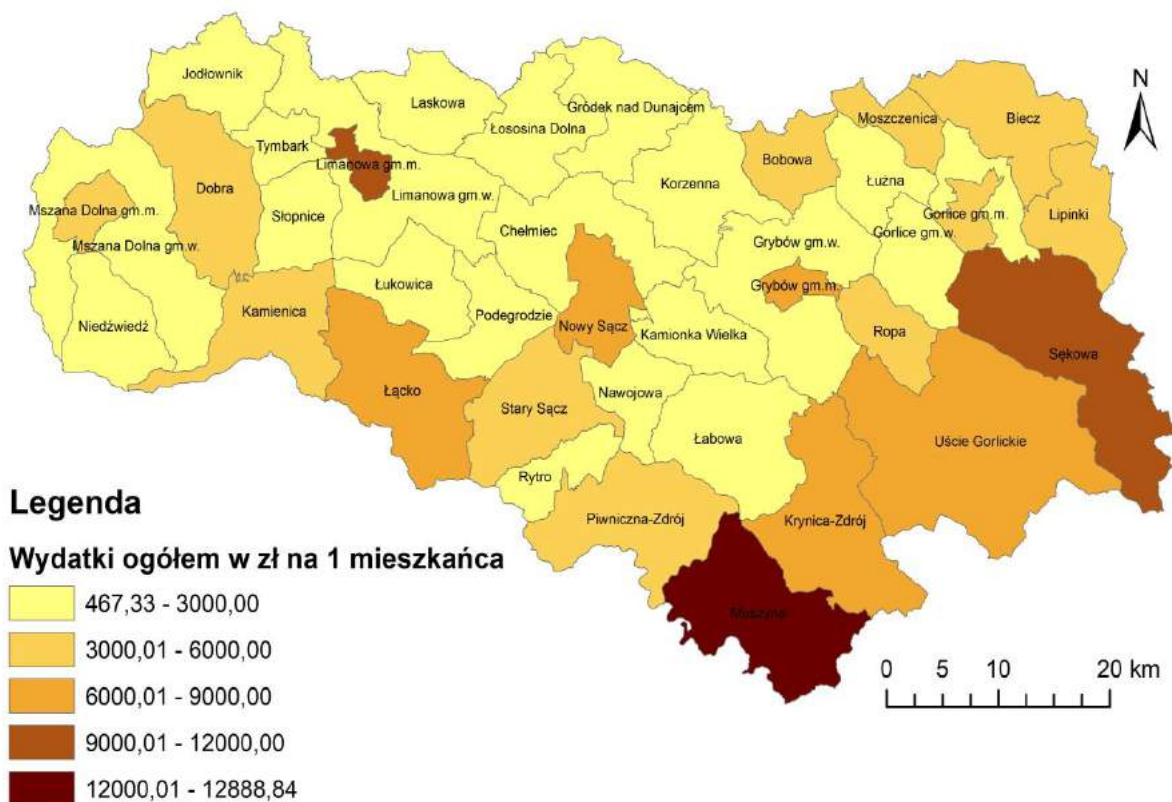 N
Jodłownik
Laskowa
Gródek nad Dunajcem
Łososina Dolna
Moszczenica
Biecz
Tymbark
Limanowa gm.m.
Bobowa
Korzenna
Łużna
Dobra
Limanowa gm.w.
Mszana Dolna gm.m.
Słopnice
Gorlice gm.m.
Lipinki
Chełmiec
Gorlice gm.w.
Mszana Dolna gm.w.
Grybów gm.w.
Łukowica
Grybów gm.m.
Kamienica
Podegrodzie
Niedźwiedź
Nowy Sącz
Kamionka Wielka
Ropa
Sękowa
Łącko
Nawojowa
Stary Sącz
Łabowa
Uście Gorlickie
Rytro
Piwniczna-Zdrój
Krynica-Zdrój
Muszyna
Legenda
Wydatki ogółem w zł na 1 mieszkańca
467,33 - 3000,00
3000,01 - 6000,00
6000,01 - 9000,00
9000,01 - 12000,00
12000,01 - 12888,84
0 5 10 20 km